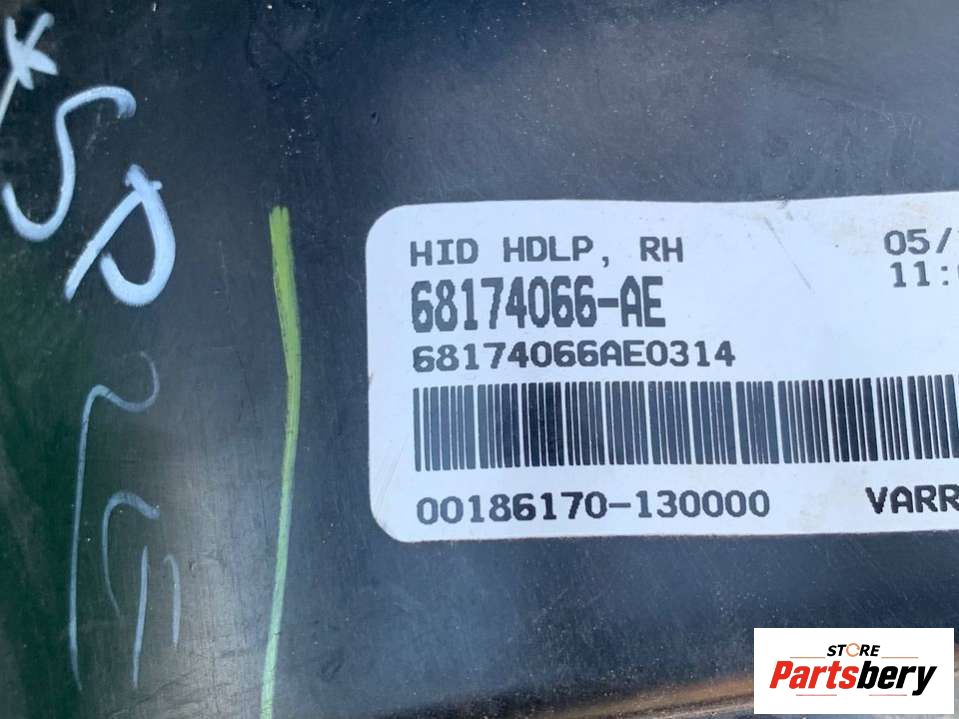 HID HDLP, RH
05/
11:
68174066-AE
68174066AE0314
00186170-130000
VARR
STORE
Partsbery